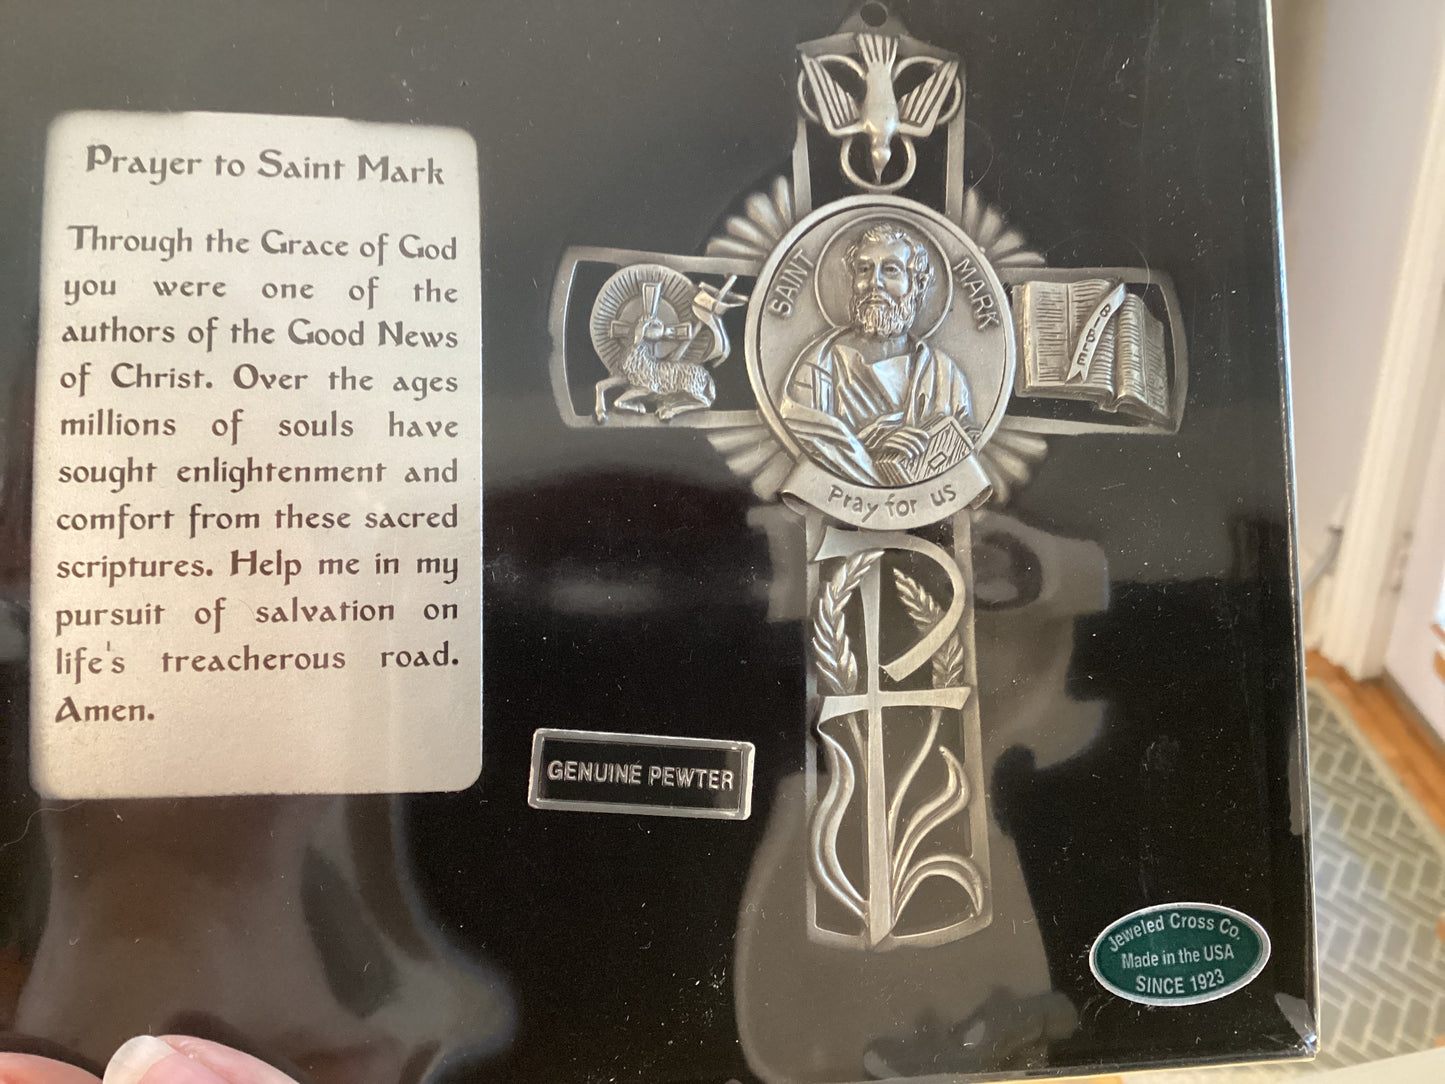 Prayer to Saint Mark
Through the Grace of God
you were one of the
authors of the Good News
of Christ. Over the ages
millions of souls have
sought enlightenment and
comfort from these sacred
scriptures. Help me in my
pursuit of salvation on
life's treacherous road.
Amen.
SAINT MARK
BIBLE
Pray for us
GENUINE PEWTER
Jeweled Cross Co.
Made in the USA
SINCE 1923